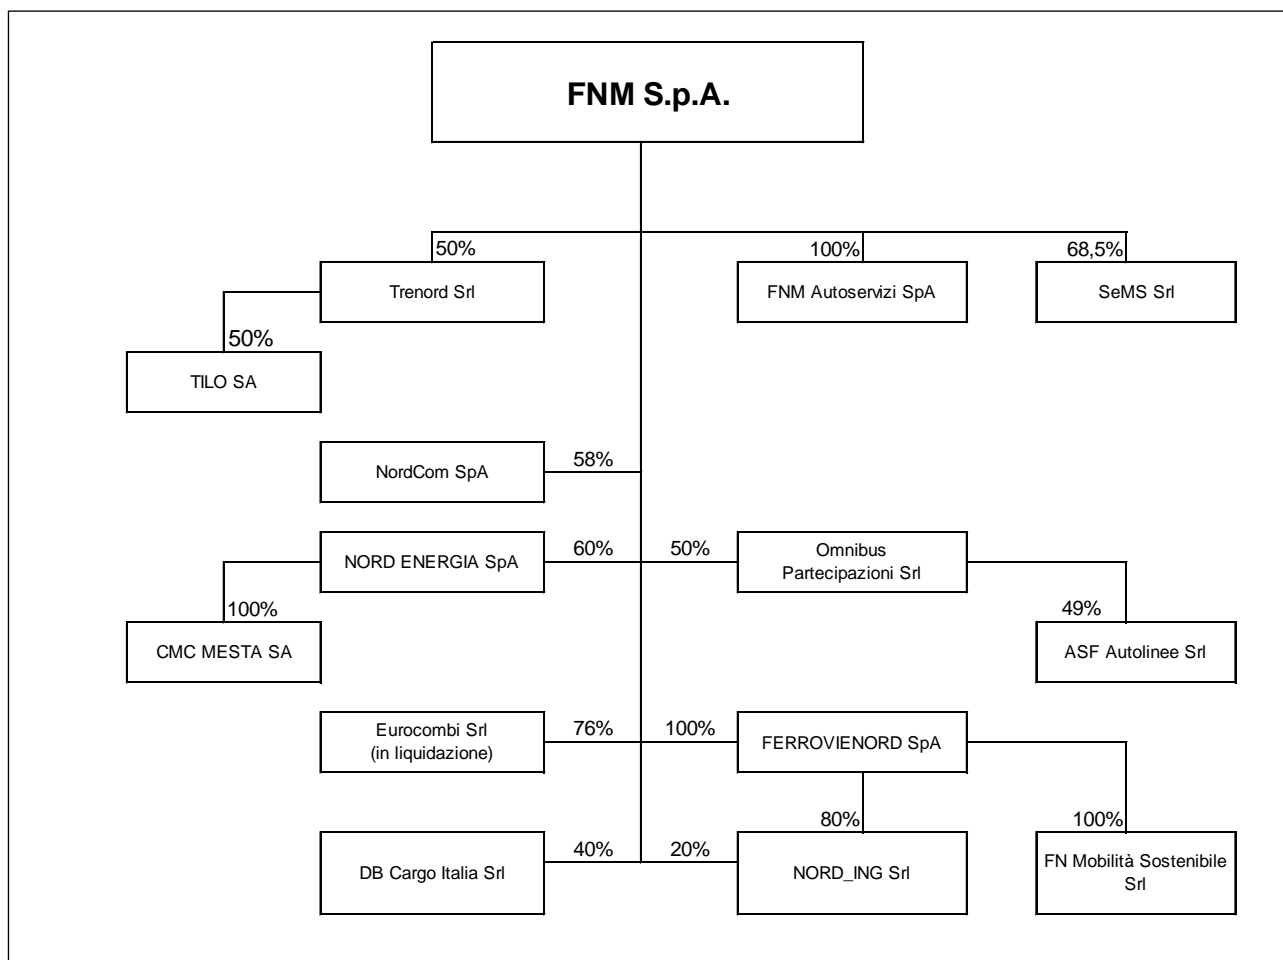 FNM S.p.A.
50%
100%
68,5%
Trenord Srl
FNM Autoservizi SpA
SeMS Srl
50%
TILO SA
NordCom SpA
58%
NORD ENERGIA SpA
60%
50%
Omnibus
Partecipazioni Srl
100%
49%
CMC MESTA SA
ASF Autolinee Srl
Eurocombi Srl
(in liquidazione)
76%
100%
FERROVIENORD SpA
80%
100%
DB Cargo Italia Srl
40%
20%
NORD_ING Srl
FN Mobilità Sostenibile
Srl